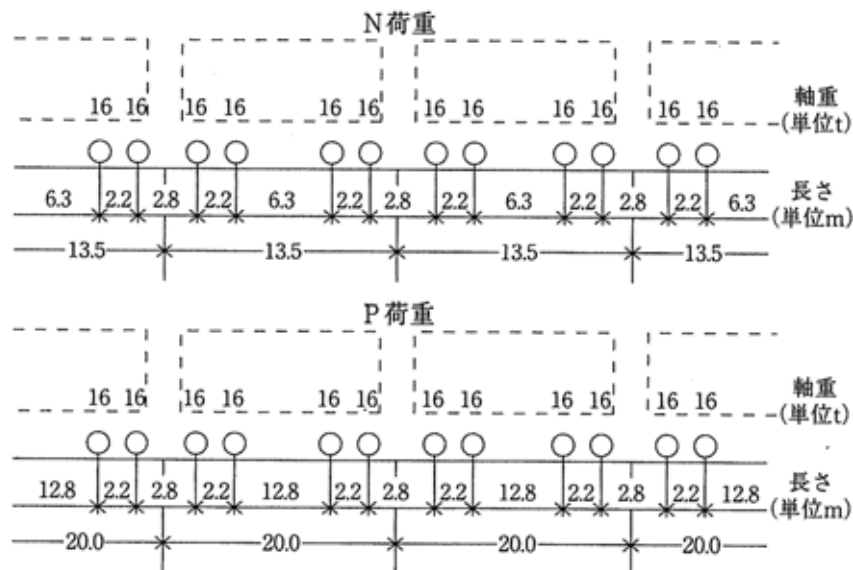 N荷重
16 16 16 16 16 16 16 16 16 16 16 16 軸重
(単位t)
6.3 2.2 2.8 2.2 6.3 2.2 2.8 2.2 6.3 2.2 2.8 2.2 6.3 長さ
(単位m)
13.5 13.5 13.5 13.5
P荷重
16 16 16 16 16 16 16 16 16 16 16 16 軸重
(単位t)
12.8 2.2 2.8 2.2 12.8 2.2 2.8 2.2 12.8 2.2 2.8 2.2 12.8 長さ
(単位m)
20.0 20.0 20.0 20.0